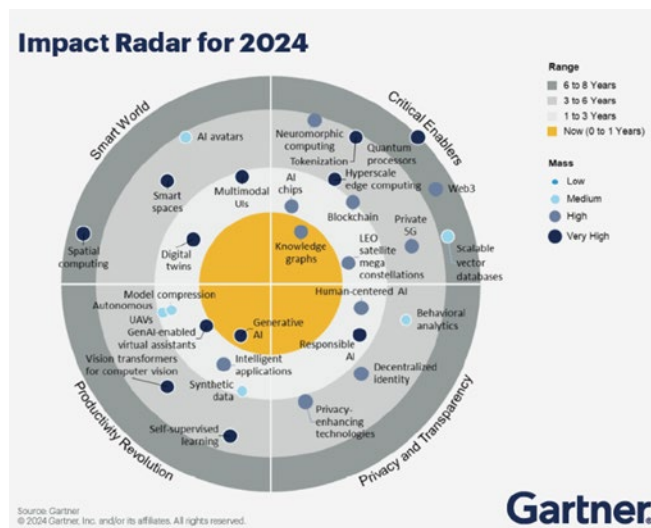 Impact Radar for 2024
Range
6 to 8 Years
3 to 6 Years
1 to 3 Years
Now (0 to 1 Years)
Mass
Low
Medium
High
Very High
Smart World
Critical Enablers
AI avatars
Smart
spaces
Multimodal
UIs
Spatial
computing
Digital
twins
Neuromorphic
computing
Tokenization
Quantum
processors
AI
chips
Hyperscale
edge computing
Web3
Blockchain
Private
5G
Knowledge
graphs
LEO
satellite
mega
constellations
Scalable
vector
databases
Model compression
Autonomous
UAVs
GenAI-enabled
virtual assistants
Generative
AI
Vision transformers
for computer vision
Intelligent
applications
Synthetic
data
Self-supervised
learning
Human-centered AI
Behavioral
analytics
Responsible
AI
Decentralized
identity
Privacy-
enhancing
technologies
Productivity Revolution
Privacy and Transparency
Source: Gartner
© 2024 Gartner, Inc. and/or its affiliates. All rights reserved.
Gartner